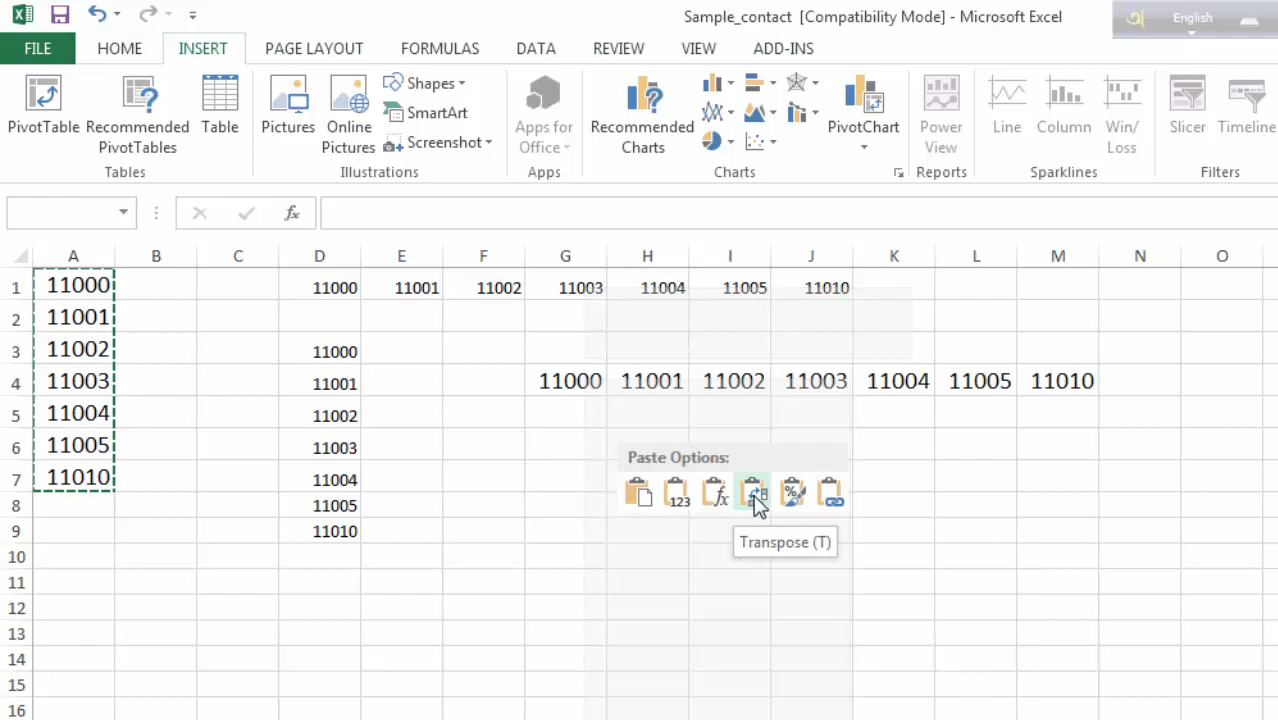 Sample_contact [Compatibility Mode] - Microsoft Excel
English
FILE HOME INSERT PAGE LAYOUT FORMULAS DATA REVIEW VIEW ADD-INS
PivotTable
Recommended
PivotTables
Table
Tables
Pictures
Online
Pictures
Shapes
SmartArt
Screenshot
Illustrations
Apps for
Office
Apps
Recommended
Charts
PivotChart
Charts
Power
View
Reports
Line
Column
Win/
Loss
Sparklines
Slicer
Timeline
Filters
fx
A B C D E F G H I J K L M N O
1 11000 11000 11001 11002 11003 11004 11005 11010
2 11001
3 11002 11000
4 11003 11001 11000 11001 11002 11003 11004 11005 11010
5 11004 11002
6 11005 11003
7 11010 11004
8 11005
9 11010
10
11
12
13
14
15
16
Paste Options:
123 fx %
Transpose (T)